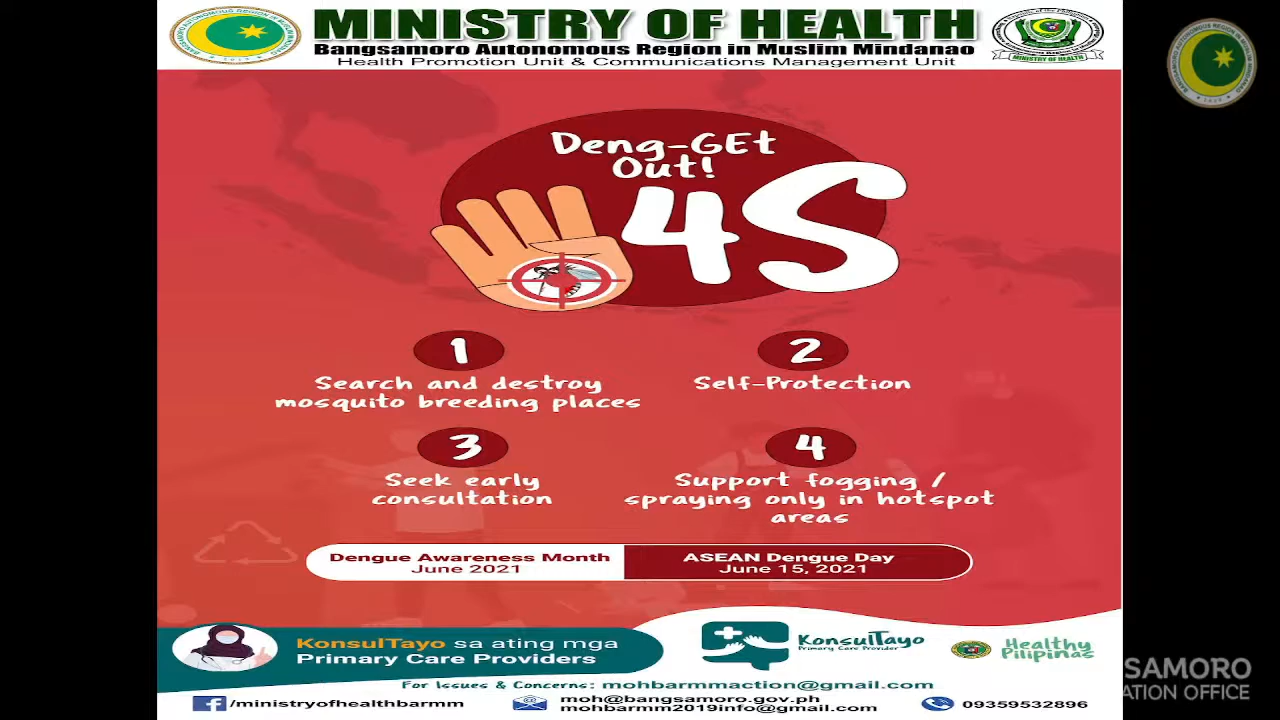 MINISTRY OF HEALTH
Bangsamoro Autonomous Region in Muslim Mindanao
Health Promotion Unit & Communications Management Unit
MINISTRY OF HEALTH
Deng-GEt
Out!
4S
1
Search and destroy
mosquito breeding places
2
Self-Protection
3
Seek early
consultation
4
Support fogging /
spraying only in hotspot
areas
Dengue Awareness Month
June 2021
ASEAN Dengue Day
June 15, 2021
KonsulTayo sa ating mga
Primary Care Providers
KonsulTayo
Primary Care Provider
Healthy
Pilipinas
For Issues & Concerns: mohbarmmaction@gmail.com
/ministryofhealthbarmm
moh@bangsamoro.gov.ph
mohbarmm2019info@gmail.com
09359532896
SAMORO
ATION OFFICE